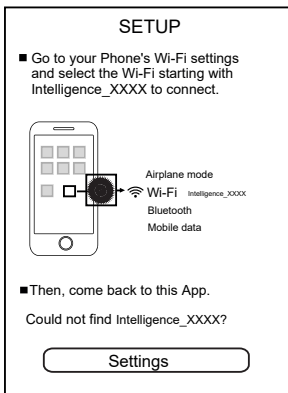 SETUP
■ Go to your Phone's Wi-Fi settings
and select the Wi-Fi starting with
Intelligence_XXXX to connect.
Airplane mode
Wi-Fi Intelligence_XXXX
Bluetooth
Mobile data
■Then, come back to this App.
Could not find Intelligence_XXXX?
Settings